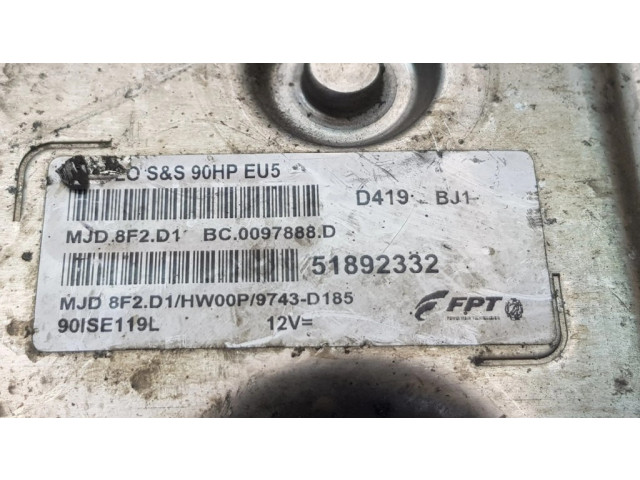 S&S 90HP EU5
D419 BJ1
MJD.8F2.D1 BC.0097888.D
51892332
MJD 8F2.D1/HW00P/9743-D185
FPT
90ISE119L 12V=